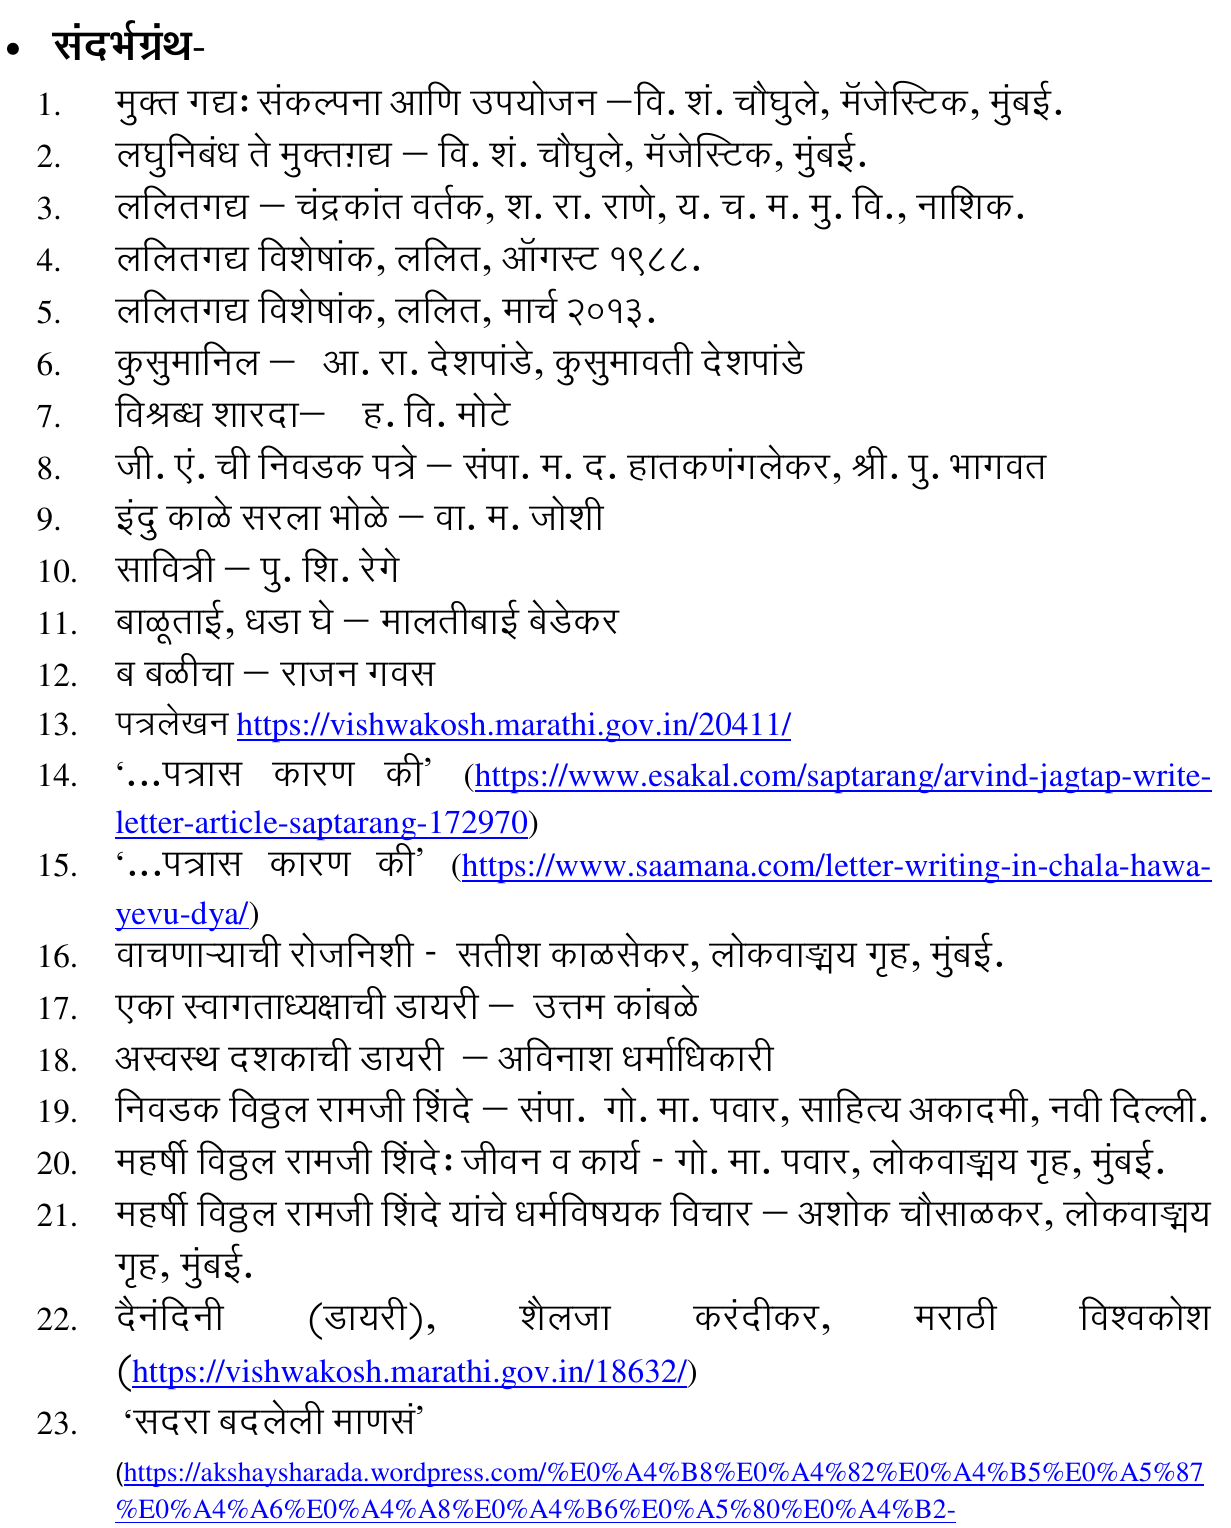 • संदर्भग्रंथ-
1. मुक्त गद्य: संकल्पना आणि उपयोजन –वि. शं. चौघुले, मॅजेस्टिक, मुंबई.
2. लघुनिबंध ते मुक्तग़द्य – वि. शं. चौघुले, मॅजेस्टिक, मुंबई.
3. ललितगद्य – चंद्रकांत वर्तक, श. रा. राणे, य. च. म. मु. वि., नाशिक.
4. ललितगद्य विशेषांक, ललित, ऑगस्ट १९८८.
5. ललितगद्य विशेषांक, ललित, मार्च २०१३.
6. कुसुमानिल – आ. रा. देशपांडे, कुसुमावती देशपांडे
7. विश्रब्ध शारदा– ह. वि. मोटे
8. जी. एं. ची निवडक पत्रे – संपा. म. द. हातकणंगलेकर, श्री. पु. भागवत
9. इंदु काळे सरला भोळे – वा. म. जोशी
10. सावित्री – पु. शि. रेगे
11. बाळूताई, धडा घे – मालतीबाई बेडेकर
12. ब बळीचा – राजन गवस
13. पत्रलेखन https://vishwakosh.marathi.gov.in/20411/
14. ‘...पत्रास कारण की’ (https://www.esakal.com/saptarang/arvind-jagtap-write-
letter-article-saptarang-172970)
15. ‘...पत्रास कारण की’ (https://www.saamana.com/letter-writing-in-chala-hawa-
yevu-dya/)
16. वाचणाऱ्याची रोजनिशी - सतीश काळसेकर, लोकवाङ्मय गृह, मुंबई.
17. एका स्वागताध्यक्षाची डायरी – उत्तम कांबळे
18. अस्वस्थ दशकाची डायरी – अविनाश धर्माधिकारी
19. निवडक विठ्ठल रामजी शिंदे – संपा. गो. मा. पवार, साहित्य अकादमी, नवी दिल्ली.
20. महर्षी विठ्ठल रामजी शिंदे: जीवन व कार्य - गो. मा. पवार, लोकवाङ्मय गृह, मुंबई.
21. महर्षी विठ्ठल रामजी शिंदे यांचे धर्मविषयक विचार – अशोक चौसाळकर, लोकवाङ्मय
गृह, मुंबई.
22. दैनंदिनी (डायरी), शैलजा करंदीकर, मराठी विश्वकोश
(https://vishwakosh.marathi.gov.in/18632/)
23. ‘सदरा बदलेली माणसं’
(https://akshaysharada.wordpress.com/%E0%A4%B8%E0%A4%82%E0%A4%B5%E0%A5%87
%E0%A4%A6%E0%A4%A8%E0%A4%B6%E0%A5%80%E0%A4%B2-